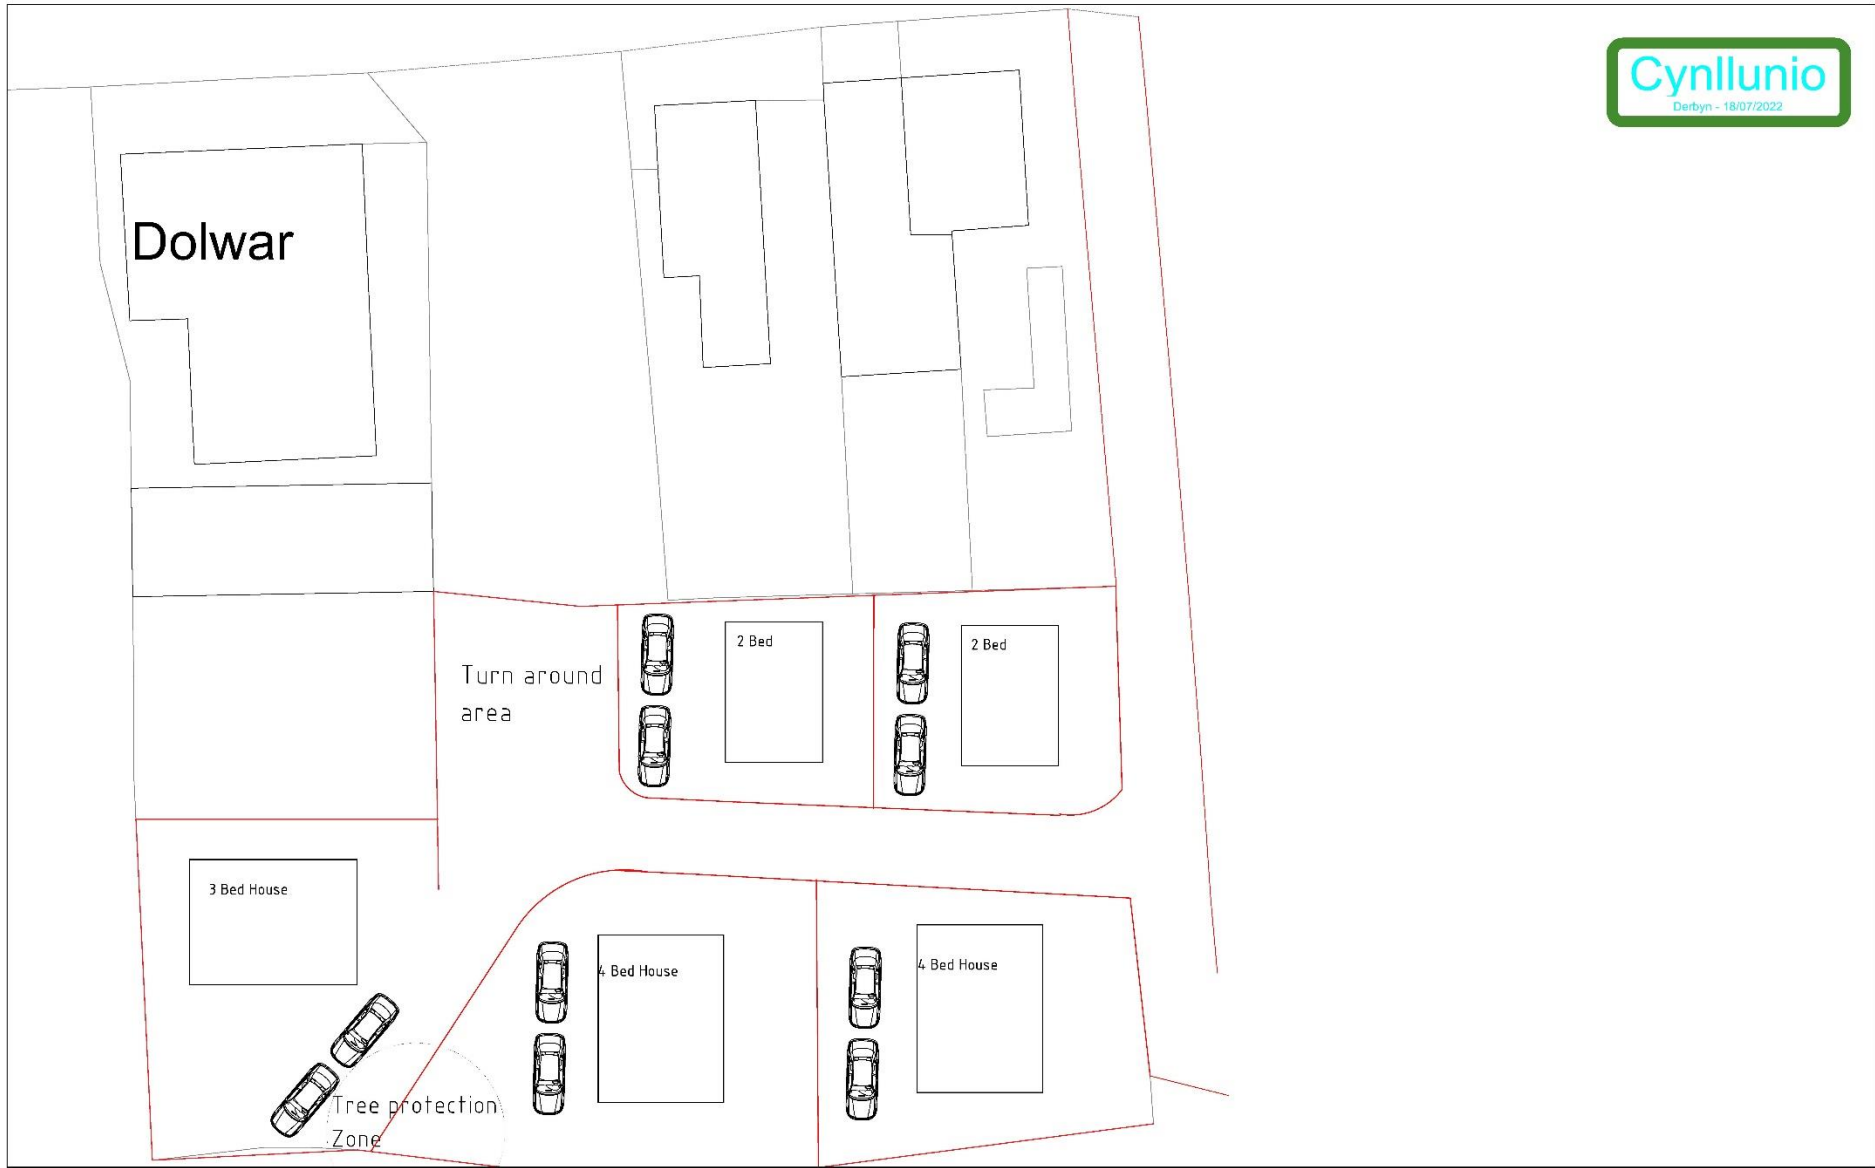 Cynllunio
Derbyn - 18/07/2022
Dolwar
2 Bed
2 Bed
Turn around
area
3 Bed House
4 Bed House
4 Bed House
Tree protection
Zone